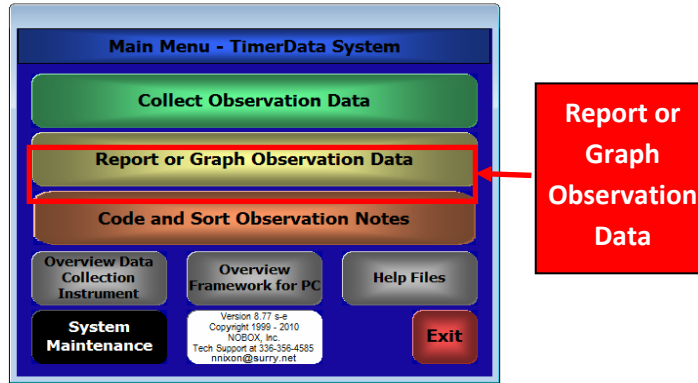 Main Menu - TimerData System
Collect Observation Data
Report or Graph Observation Data
Code and Sort Observation Notes
Overview Data
Collection
Instrument
Overview
Framework for PC
Help Files
System
Maintenance
Version 8.77 s-e
Copyright 1999 - 2010
NOBOX, Inc.
Tech Support at 336-356-4585
nnixon@surry.net
Exit
Report or
Graph
Observation
Data